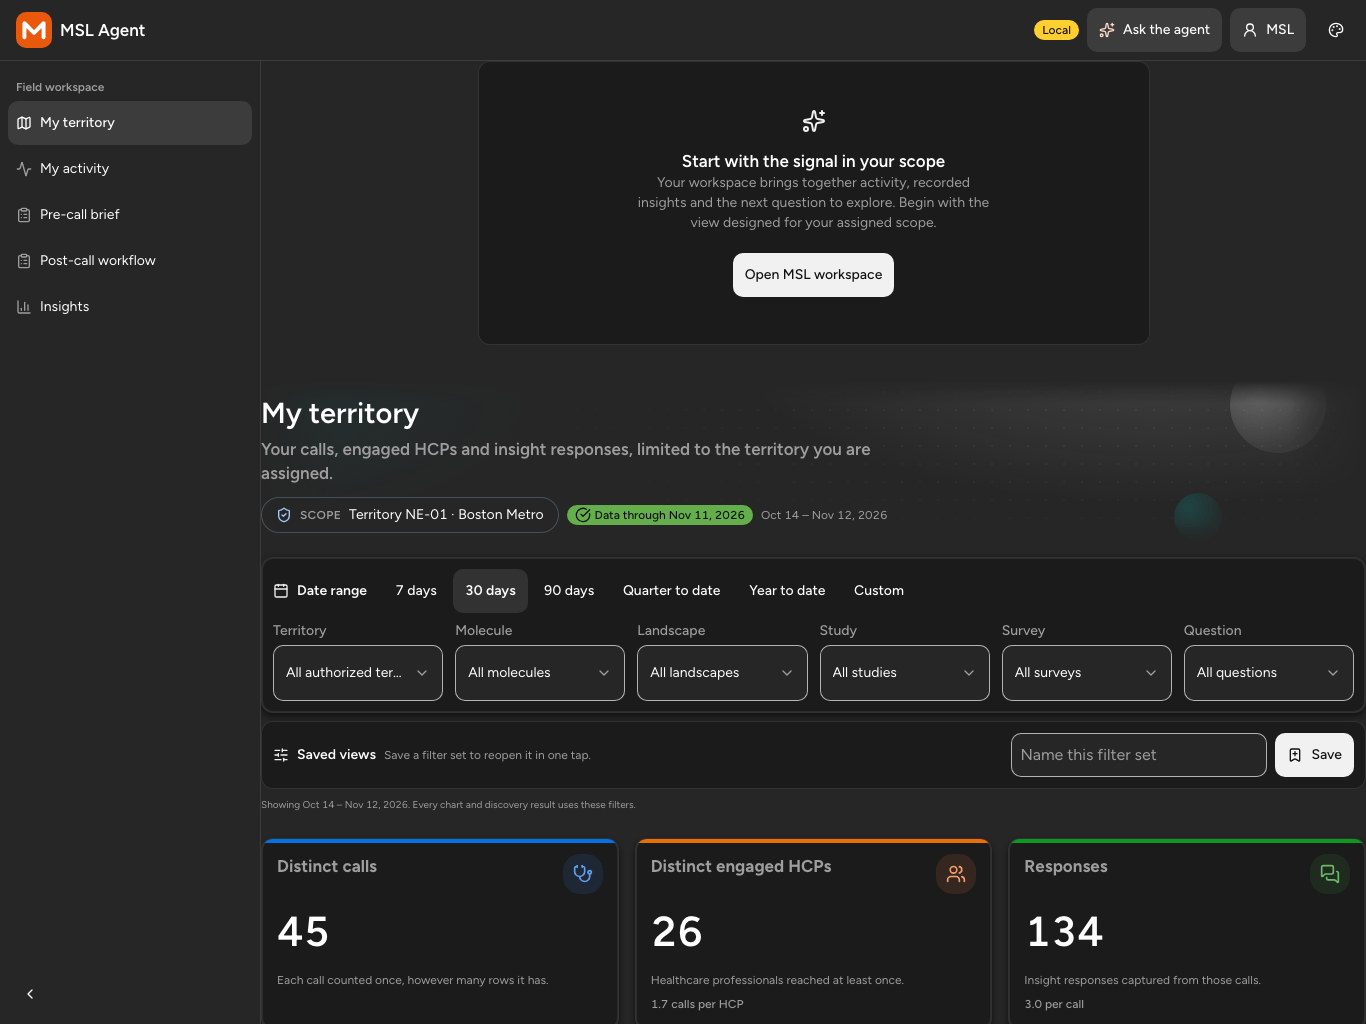 MSL Agent
Local
Ask the agent
MSL
Field workspace
My territory
My activity
Pre-call brief
Post-call workflow
Insights
Start with the signal in your scope
Your workspace brings together activity, recorded
insights and the next question to explore. Begin with the
view designed for your assigned scope.
Open MSL workspace
My territory
Your calls, engaged HCPs and insight responses, limited to the territory you are
assigned.
SCOPE Territory NE-01 · Boston Metro
Data through Nov 11, 2026
Oct 14 – Nov 12, 2026
Date range
7 days
30 days
90 days
Quarter to date
Year to date
Custom
Territory
Molecule
Landscape
Study
Survey
Question
All authorized ter...
All molecules
All landscapes
All studies
All surveys
All questions
Saved views
Save a filter set to reopen it in one tap.
Name this filter set
Save
Showing Oct 14 – Nov 12, 2026. Every chart and discovery result uses these filters.
Distinct calls
45
Each call counted once, however many rows it has.
Distinct engaged HCPs
26
Healthcare professionals reached at least once.
1.7 calls per HCP
Responses
134
Insight responses captured from those calls.
3.0 per call